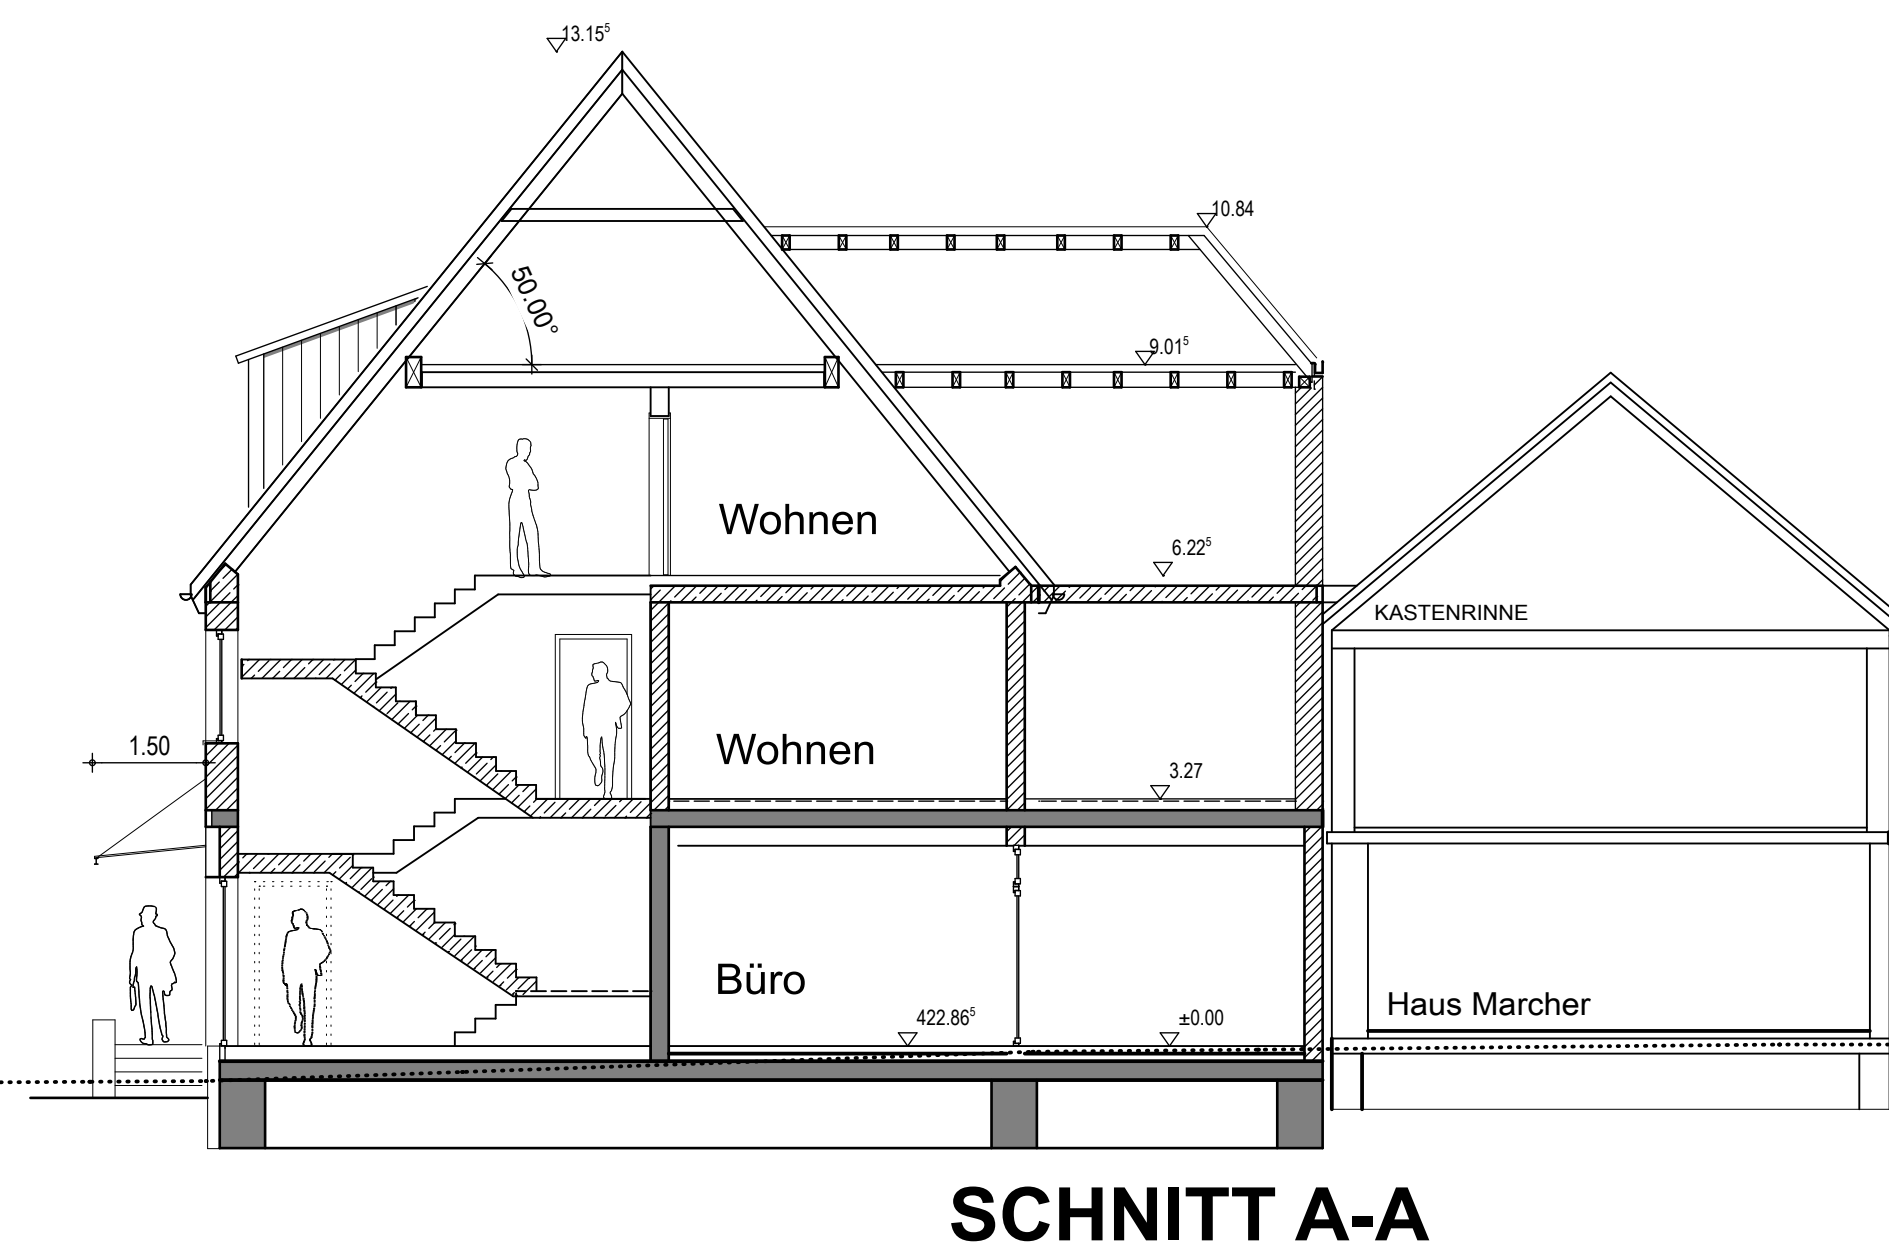 13.15⁵
10.84
50.00°
9.01⁵
Wohnen
6.22⁵
KASTENRINNE
1.50
Wohnen
3.27
Büro
Haus Marcher
422.86⁵
±0.00
SCHNITT A-A